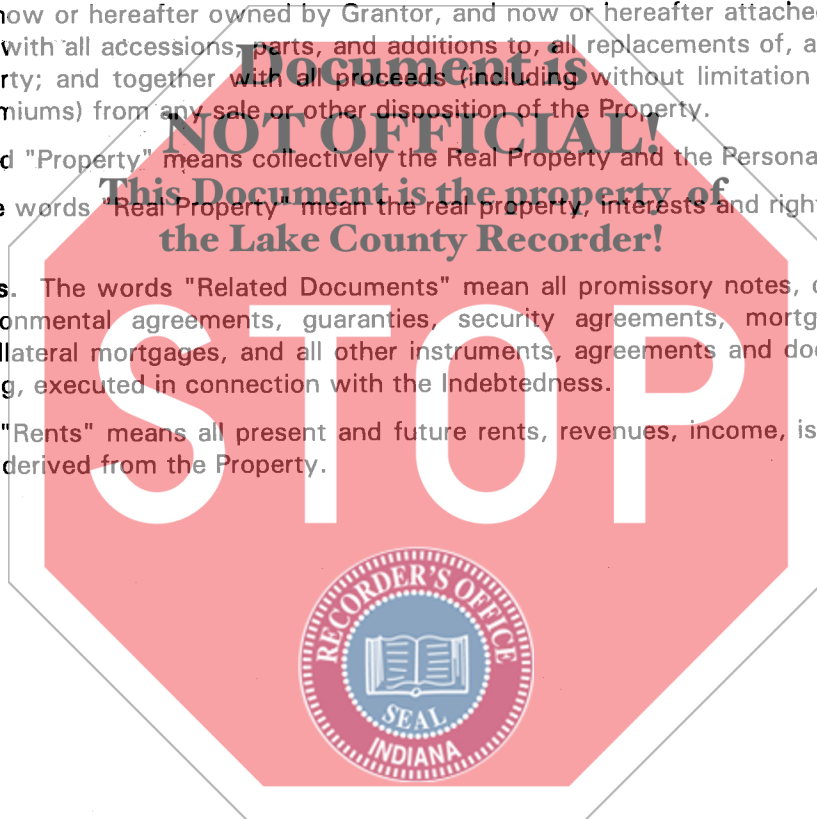 now or hereafter owned by Grantor, and now or hereafter attache
with all accessions, parts, and additions to, all replacements of, a
Document is
rty; and together with all proceeds (including without limitation
miums) from any sale or other disposition of the Property.
NOT OFFICIAL!
d "Property" means collectively the Real Property and the Persona
This Document is the property of
e words "Real Property" mean the real property, interests and right
the Lake County Recorder!
s. The words "Related Documents" mean all promissory notes, c
onmental agreements, guaranties, security agreements, mortg
llateral mortgages, and all other instruments, agreements and doc
g, executed in connection with the Indebtedness.
STOP
"Rents" means all present and future rents, revenues, income, is
derived from the Property.
RECORDER'S OFFICE
SEAL
INDIANA